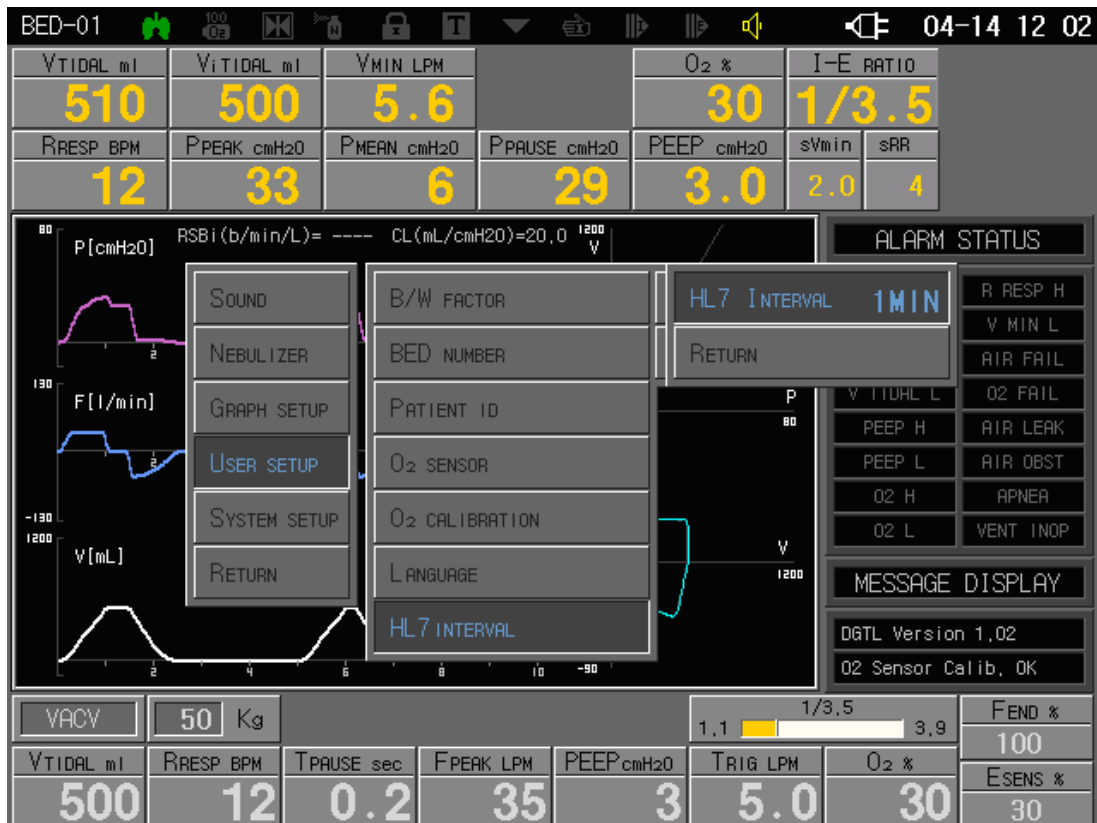 BED-01 100 O2 N T 04-14 12 02
VTIDAL ml ViTIDAL ml VMIN LPM O2 % I-E RATIO
510 500 5.6 30 1/3.5
RRESP BPM PPEAK cmH2O PMEAN cmH2O PPAUSE cmH2O PEEP cmH2O sVmin sRR
12 33 6 29 3.0 2.0 4
80 P[cmH2O] RSBi(b/min/L)= ---- CL(mL/cmH2O)=20,0 1200 V
ALARM STATUS
SOUND
NEBULIZER
GRAPH SETUP
USER SETUP
SYSTEM SETUP
RETURN
B/W FACTOR
BED NUMBER
PATIENT ID
O2 SENSOR
O2 CALIBRATION
LANGUAGE
HL7 INTERVAL
HL7 INTERVAL 1MIN
RETURN
R RESP H
V MIN L
AIR FAIL
V TIDAL L O2 FAIL
PEEP H AIR LEAK
PEEP L AIR OBST
O2 H APNEA
O2 L VENT INOP
2
130 F[l/min]
P
80
2
-130
1200 V[mL]
V
1200
2 4 6 8 10 -90
MESSAGE DISPLAY
DGTL Version 1,02
O2 Sensor Calib, OK
VACV 50 Kg
1/3,5
1,1 3,9
FEND %
100
VTIDAL ml RRESP BPM TPAUSE sec FPEAK LPM PEEPcmH2O TRIG LPM O2 % ESENS %
500 12 0.2 35 3 5.0 30 30